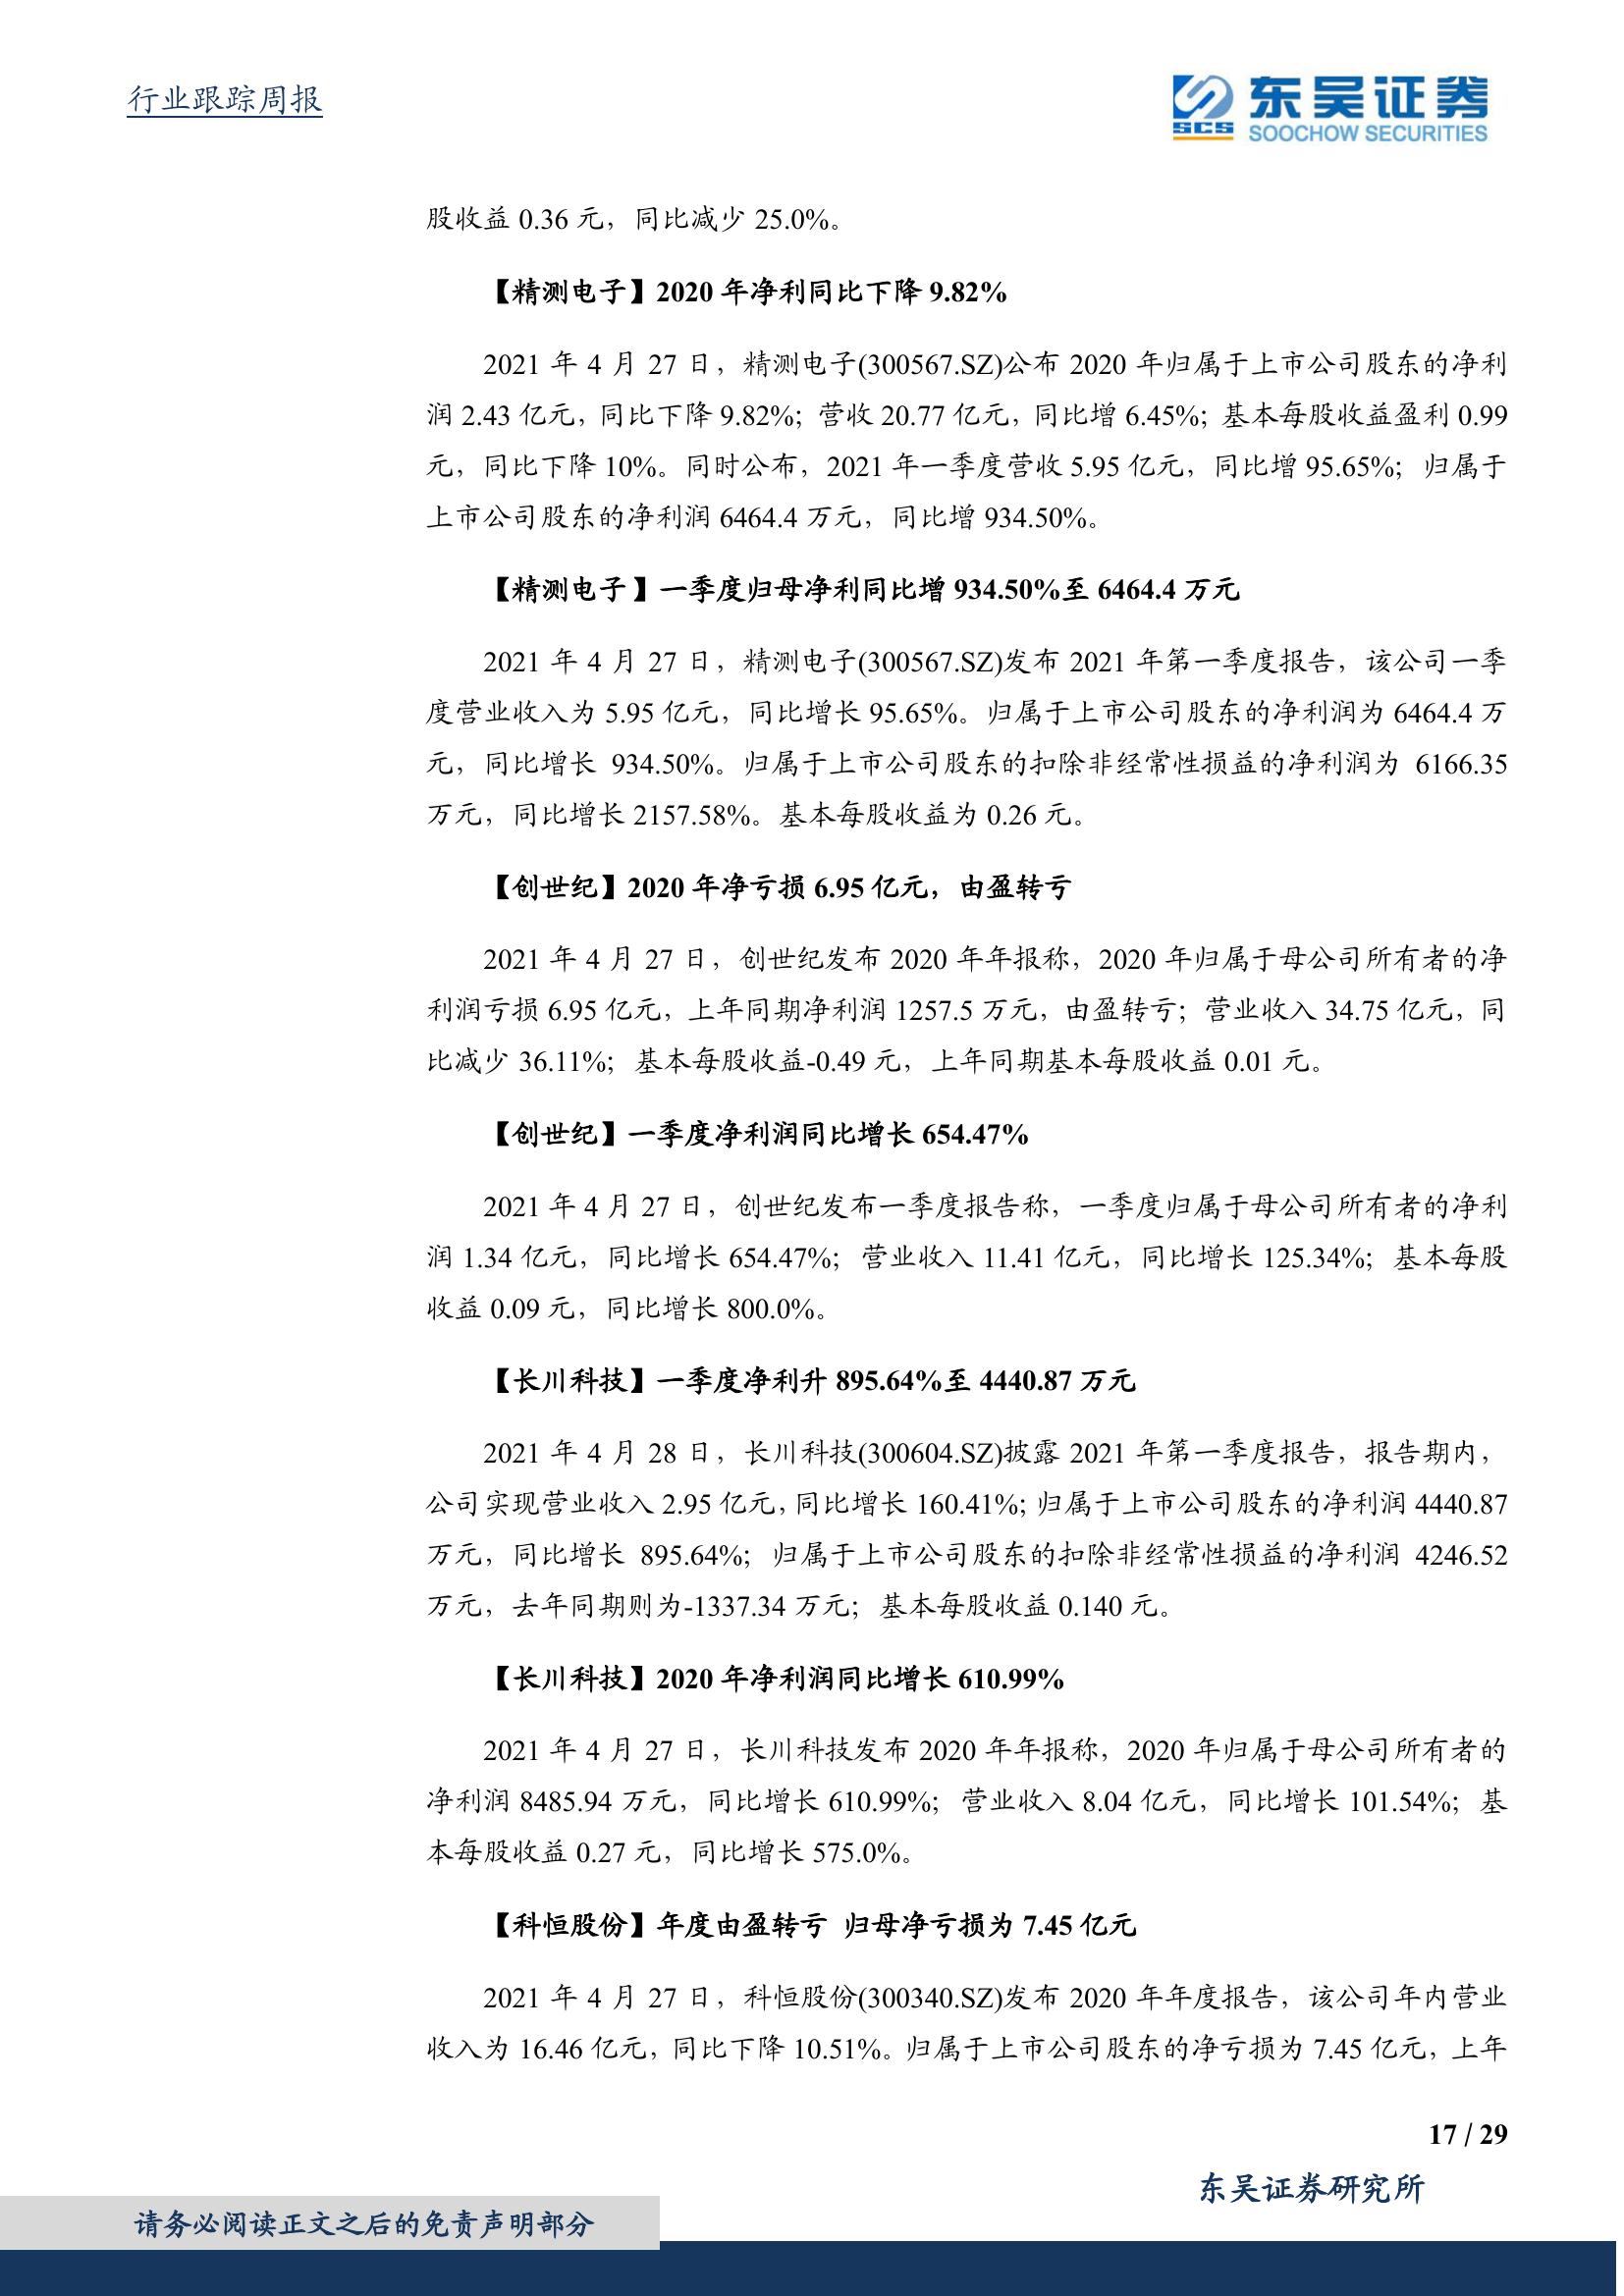 行业跟踪周报
东吴证券
SCS
SOOCHOW SECURITIES
股收益 0.36 元，同比减少 25.0%。
【精测电子】2020 年净利同比下降 9.82%
2021 年 4 月 27 日，精测电子(300567.SZ)公布 2020 年归属于上市公司股东的净利
润 2.43 亿元，同比下降 9.82%；营收 20.77 亿元，同比增 6.45%；基本每股收益盈利 0.99
元，同比下降 10%。同时公布，2021 年一季度营收 5.95 亿元，同比增 95.65%；归属于
上市公司股东的净利润 6464.4 万元，同比增 934.50%。
【精测电子 】一季度归母净利同比增 934.50%至 6464.4 万元
2021 年 4 月 27 日，精测电子(300567.SZ)发布 2021 年第一季度报告，该公司一季
度营业收入为 5.95 亿元，同比增长 95.65%。归属于上市公司股东的净利润为 6464.4 万
元，同比增长 934.50%。归属于上市公司股东的扣除非经常性损益的净利润为 6166.35
万元，同比增长 2157.58%。基本每股收益为 0.26 元。
【创世纪】2020 年净亏损 6.95 亿元，由盈转亏
2021 年 4 月 27 日，创世纪发布 2020 年年报称，2020 年归属于母公司所有者的净
利润亏损 6.95 亿元，上年同期净利润 1257.5 万元，由盈转亏；营业收入 34.75 亿元，同
比减少 36.11%；基本每股收益-0.49 元，上年同期基本每股收益 0.01 元。
【创世纪】一季度净利润同比增长 654.47%
2021 年 4 月 27 日，创世纪发布一季度报告称，一季度归属于母公司所有者的净利
润 1.34 亿元，同比增长 654.47%；营业收入 11.41 亿元，同比增长 125.34%；基本每股
收益 0.09 元，同比增长 800.0%。
【长川科技】一季度净利升 895.64%至 4440.87 万元
2021 年 4 月 28 日，长川科技(300604.SZ)披露 2021 年第一季度报告，报告期内，
公司实现营业收入 2.95 亿元，同比增长 160.41%；归属于上市公司股东的净利润 4440.87
万元，同比增长 895.64%；归属于上市公司股东的扣除非经常性损益的净利润 4246.52
万元，去年同期则为-1337.34 万元；基本每股收益 0.140 元。
【长川科技】2020 年净利润同比增长 610.99%
2021 年 4 月 27 日，长川科技发布 2020 年年报称，2020 年归属于母公司所有者的
净利润 8485.94 万元，同比增长 610.99%；营业收入 8.04 亿元，同比增长 101.54%；基
本每股收益 0.27 元，同比增长 575.0%。
【科恒股份】年度由盈转亏 归母净亏损为 7.45 亿元
2021 年 4 月 27 日，科恒股份(300340.SZ)发布 2020 年年度报告，该公司年内营业
收入为 16.46 亿元，同比下降 10.51%。归属于上市公司股东的净亏损为 7.45 亿元，上年
17 / 29
东吴证券研究所
请务必阅读正文之后的免责声明部分